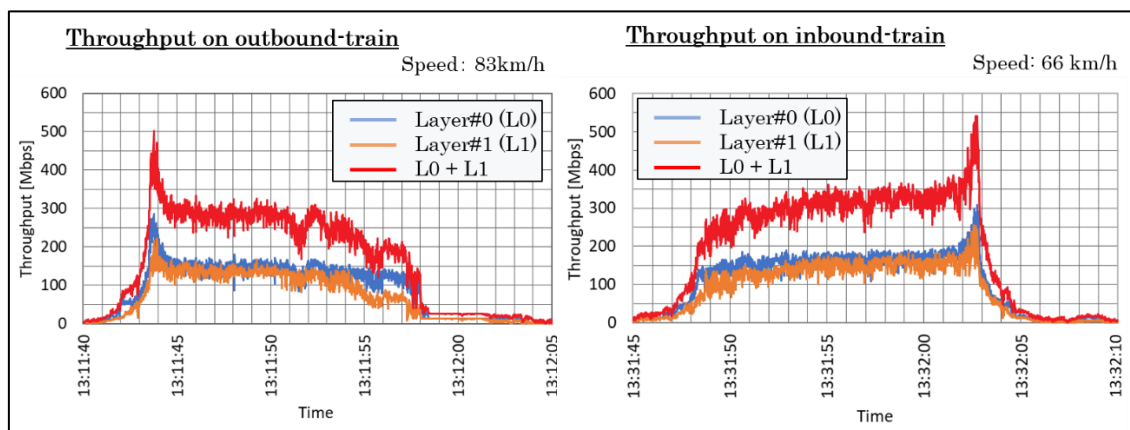 Throughput on outbound-train
Speed: 83km/h
600
500
400
300
200
100
0
Throughput [Mbps]
Layer#0 (L0)
Layer#1 (L1)
L0 + L1
13:11:40
13:11:45
13:11:50
13:11:55
13:12:00
13:12:05
Time
Throughput on inbound-train
Speed: 66 km/h
600
500
400
300
200
100
0
Throughput [Mbps]
Layer#0 (L0)
Layer#1 (L1)
L0 + L1
13:31:45
13:31:50
13:31:55
13:32:00
13:32:05
13:32:10
Time